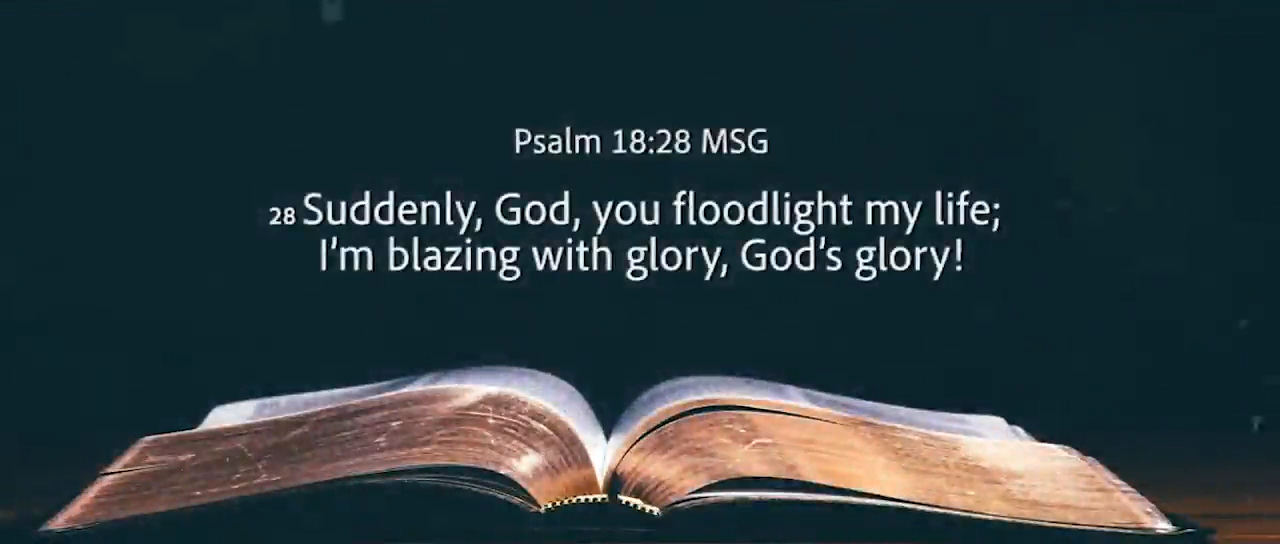 Psalm 18:28 MSG
28 Suddenly, God, you floodlight my life;
I'm blazing with glory, God's glory!